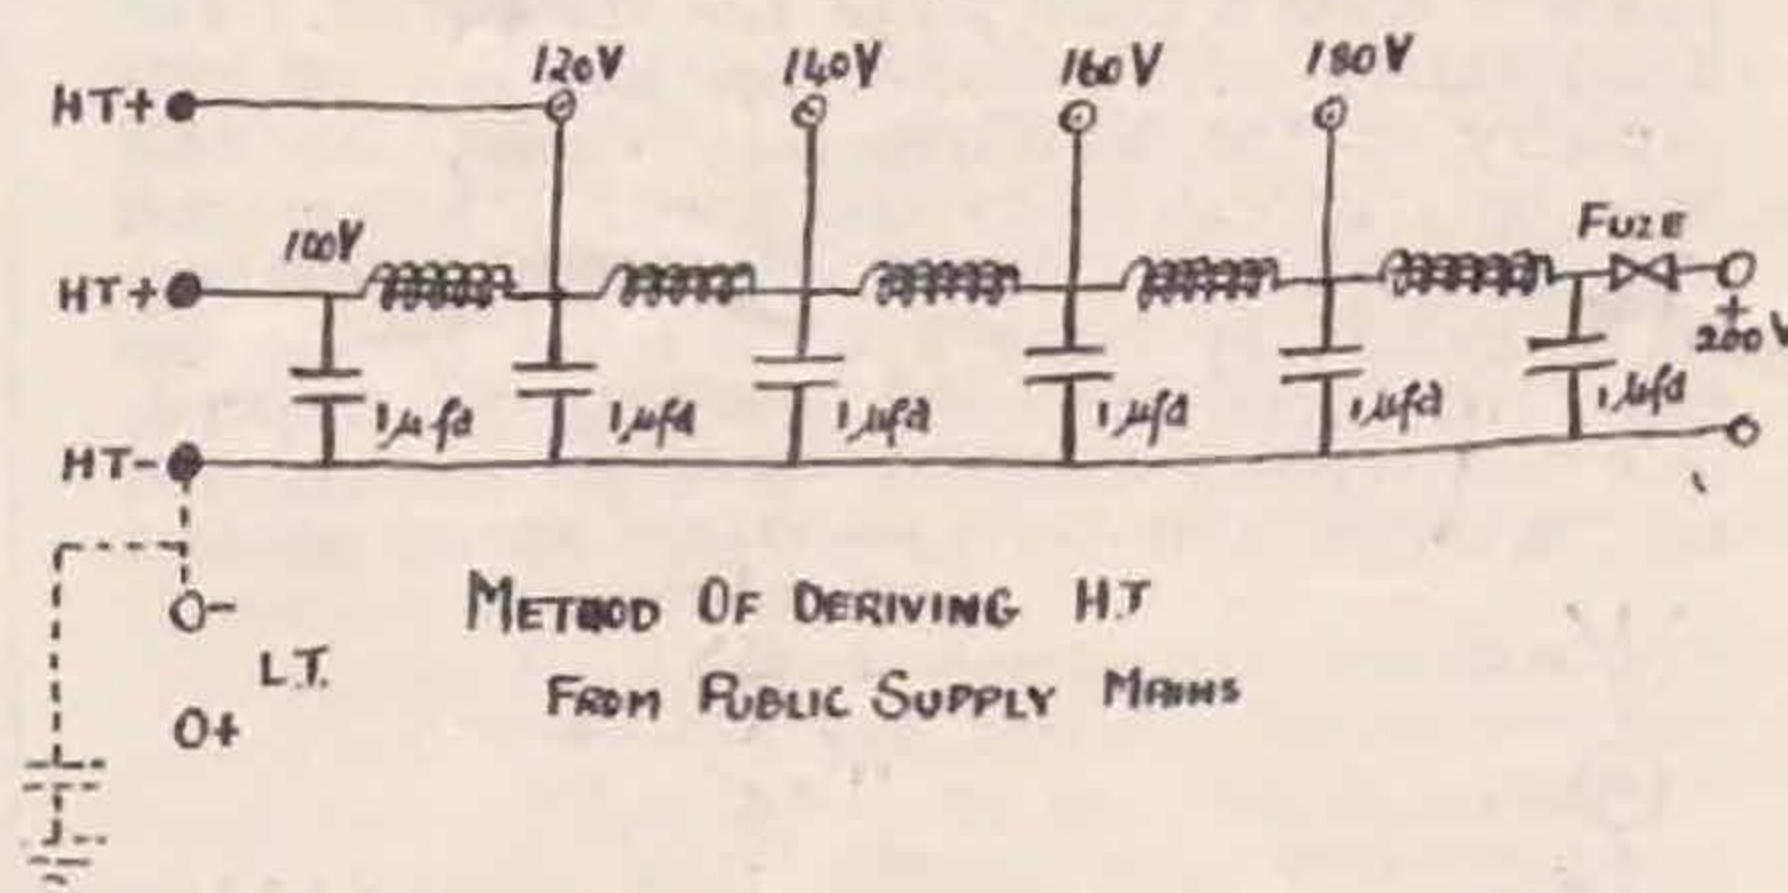 120V 140V 160V 180V
HT+
100V FUZE
HT+ + 200V
1µfd 1µfd 1µfd 1µfd 1µfd 1µfd
HT-
-
L.T.
+
METHOD OF DERIVING H.T
FROM PUBLIC SUPPLY MAINS